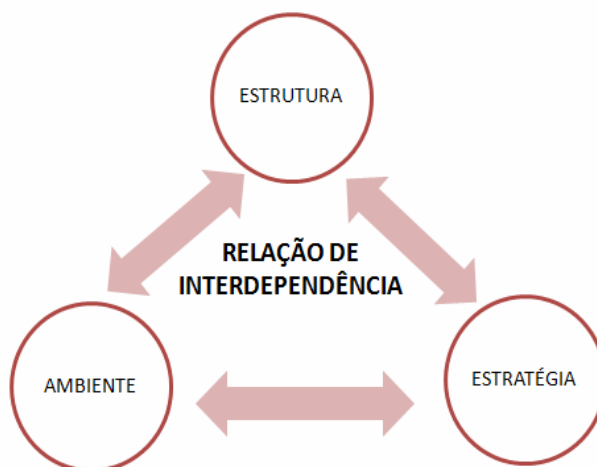 ESTRUTURA
RELAÇÃO DE
INTERDEPENDÊNCIA
AMBIENTE
ESTRATÉGIA